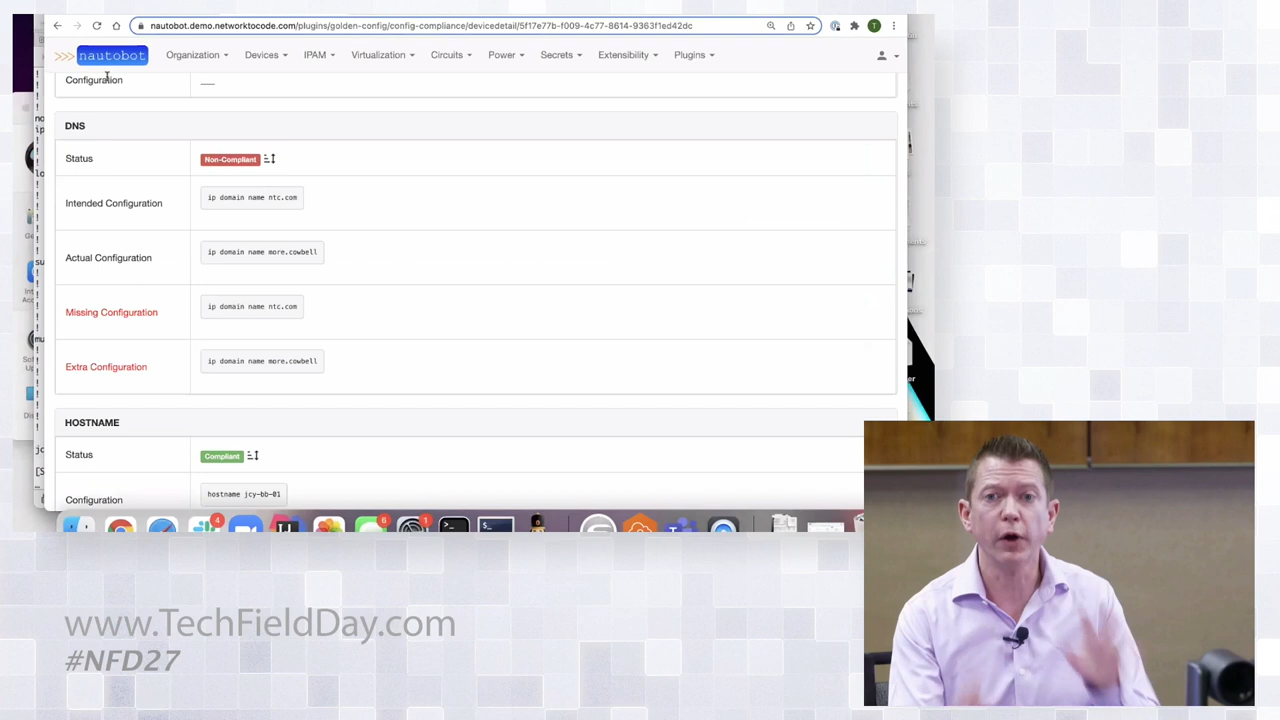 nautobot.demo.networktocode.com/plugins/golden-config/config-compliance/devicedetail/5f17e77b-f009-4c77-8614-9363f1ed42dc
T
>>> nautobot Organization Devices IPAM Virtualization Circuits Power Secrets Extensibility Plugins
Configuration
DNS
Status Non-Compliant
Intended Configuration ip domain name ntc.com
Actual Configuration ip domain name more.cowbell
Missing Configuration ip domain name ntc.com
Extra Configuration ip domain name more.cowbell
HOSTNAME
Status Compliant
Configuration hostname jcy-bb-01
4 6 1
www.TechFieldDay.com
#NFD27